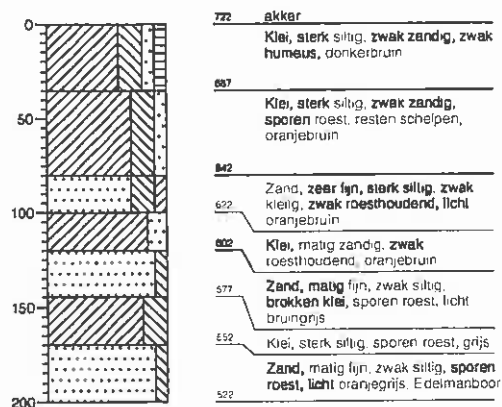 0
50
100
150
200
722 akker
Klei, sterk siltig, zwak zandig, zwak
humeus, donkerbruin
687
Klei, sterk siltig, zwak zandig,
sporen roest, resten schelpen,
oranjebruin
642
Zand, zeer fijn, sterk siltig, zwak
kleiig, zwak roesthoudend, licht
oranjebruin
622
602
Klei, matig zandig, zwak
roesthoudend, oranjebruin
Zand, matig fijn, zwak siltig,
brokken klei, sporen roest, licht
bruingrijs
577
552
Klei, sterk siltig, sporen roest, grijs
Zand, matig fijn, zwak siltig, sporen
roest, licht oranjegrijs, Edelmanboor
522